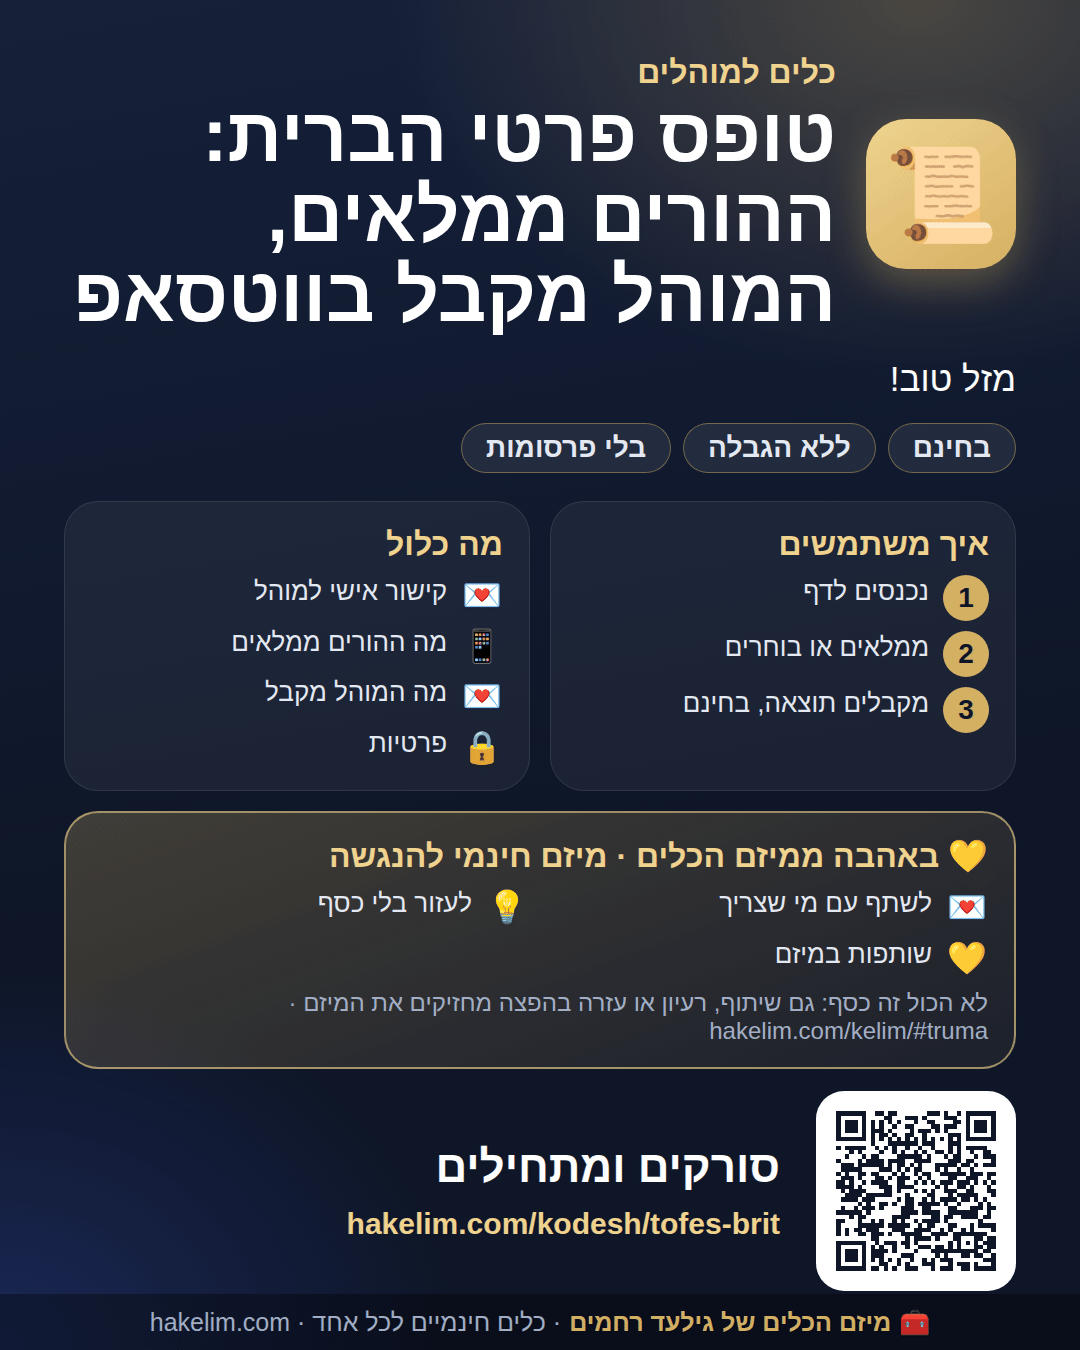 כלים למוהלים
טופס פרטי הברית:
ההורים ממלאים,
המוהל מקבל בווטסאפ
מזל טוב!
בחינם
ללא הגבלה
בלי פרסומות
איך משתמשים
1 נכנסים לדף
2 ממלאים או בוחרים
3 מקבלים תוצאה, בחינם
מה כלול
קישור אישי למוהל
מה ההורים ממלאים
מה המוהל מקבל
פרטיות
באהבה ממיזם הכלים · מיזם חינמי להנגשה
לשתף עם מי שצריך
לעזור בלי כסף
שותפות במיזם
לא הכול זה כסף: גם שיתוף, רעיון או עזרה בהפצה מחזיקים את המיזם ·
hakelim.com/kelim/#truma
סורקים ומתחילים
hakelim.com/kodesh/tofes-brit
מיזם הכלים של גילעד רחמים · כלים חינמיים לכל אחד · hakelim.com